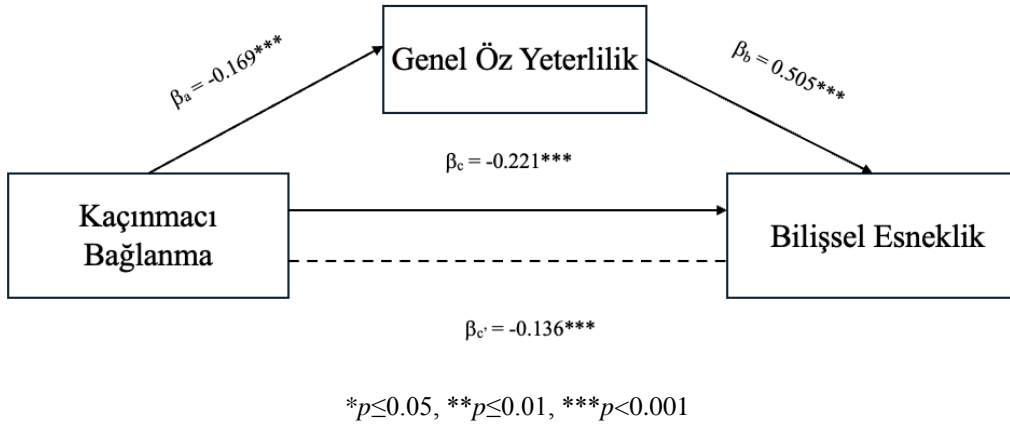 Genel Öz Yeterlilik
βa = -0.169***
βb = 0.505***
βc = -0.221***
Kaçınmacı
Bağlanma
Bilişsel Esneklik
βc' = -0.136***
*p≤0.05, **p≤0.01, ***p<0.001